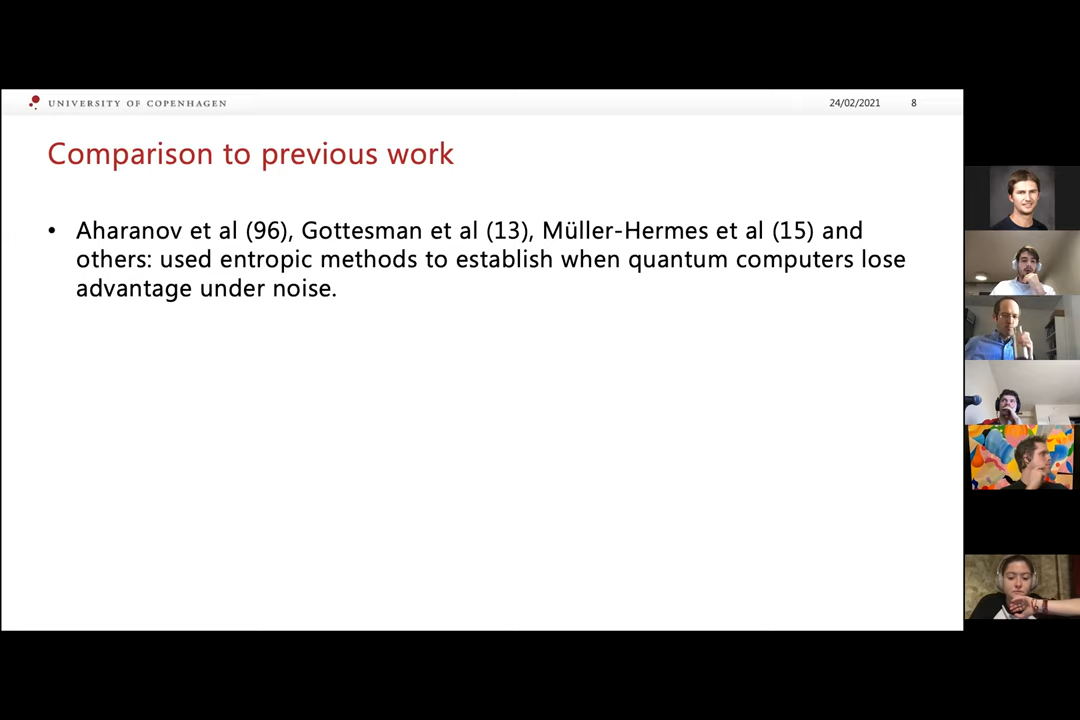 UNIVERSITY OF COPENHAGEN
24/02/2021 8
Comparison to previous work
• Aharanov et al (96), Gottesman et al (13), Müller-Hermes et al (15) and
others: used entropic methods to establish when quantum computers lose
advantage under noise.